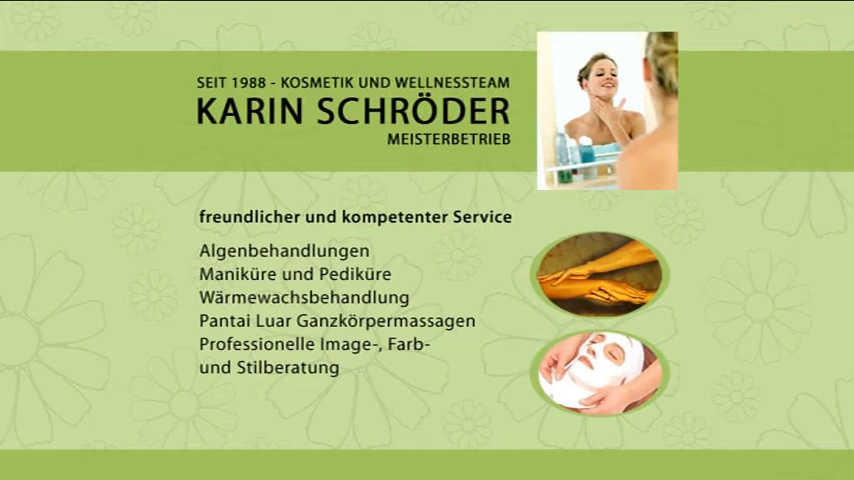 SEIT 1988 - KOSMETIK UND WELLNESSTEAM
KARIN SCHRÖDER
MEISTERBETRIEB
freundlicher und kompetenter Service
Algenbehandlungen
Maniküre und Pediküre
Wärmewachsbehandlung
Pantai Luar Ganzkörpermassagen
Professionelle Image-, Farb-
und Stilberatung